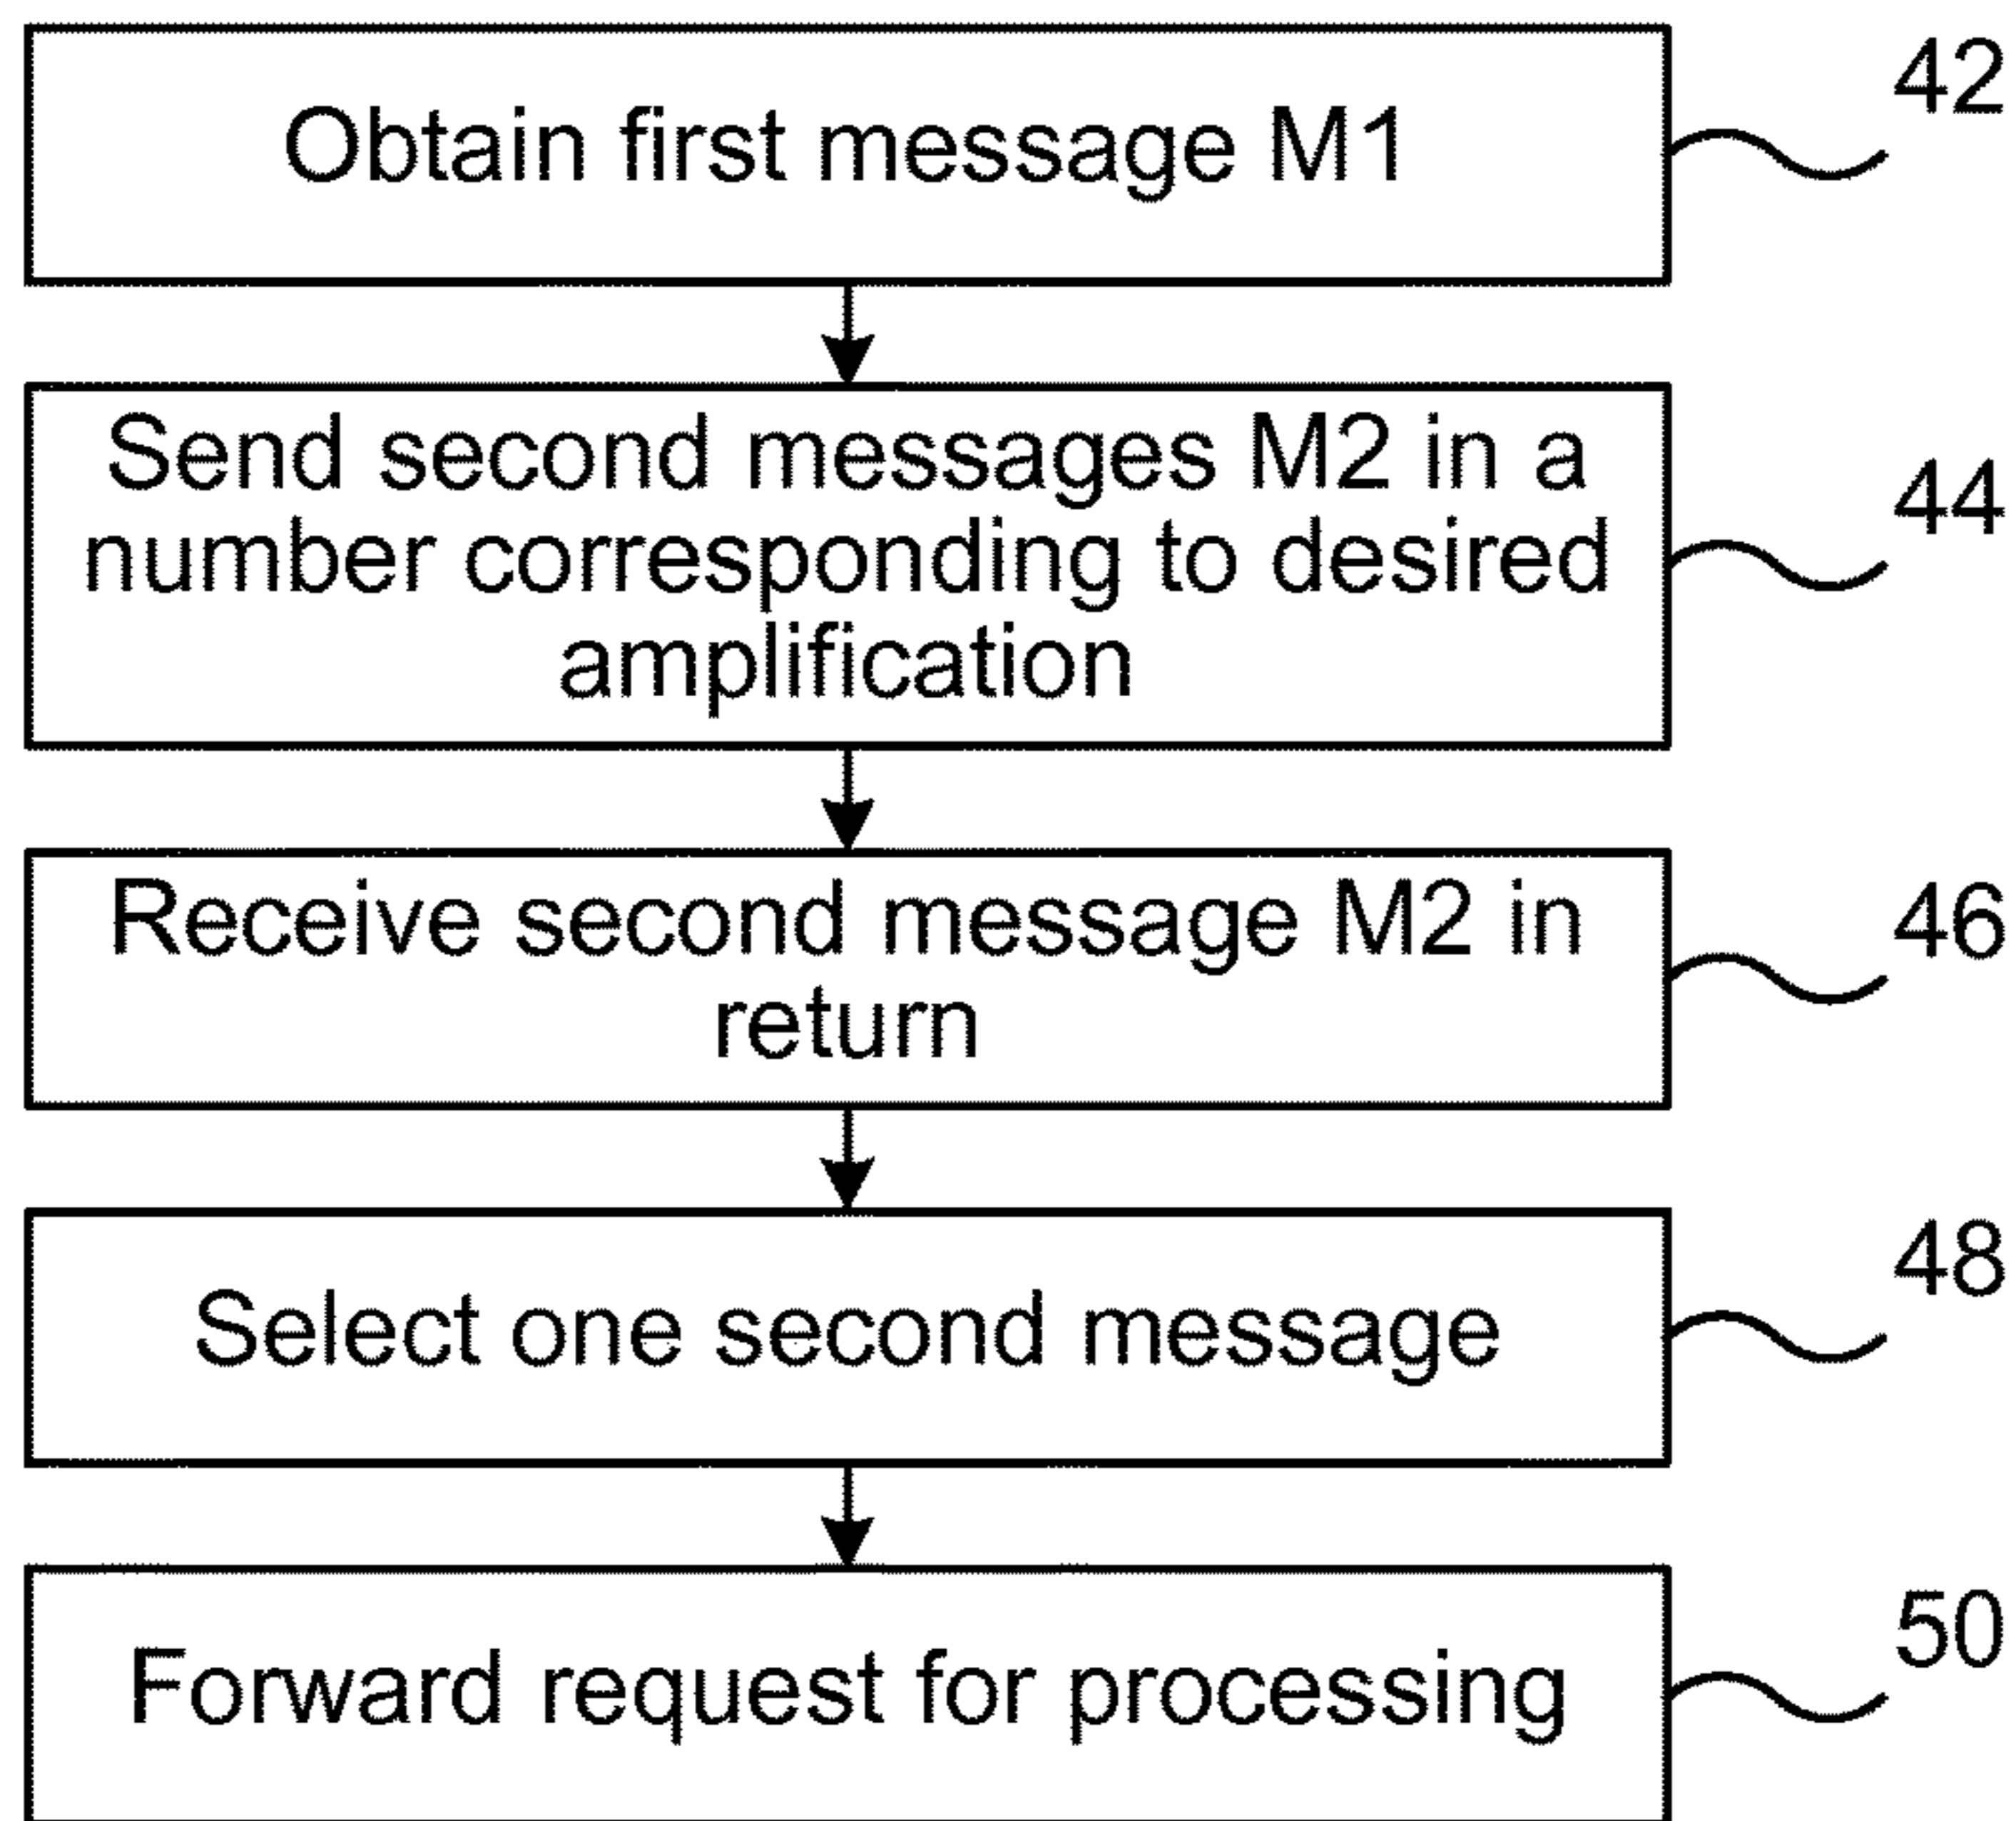 Obtain first message M1
42
Send second messages M2 in a
number corresponding to desired
amplification
44
Receive second message M2 in
return
46
Select one second message
48
Forward request for processing
50